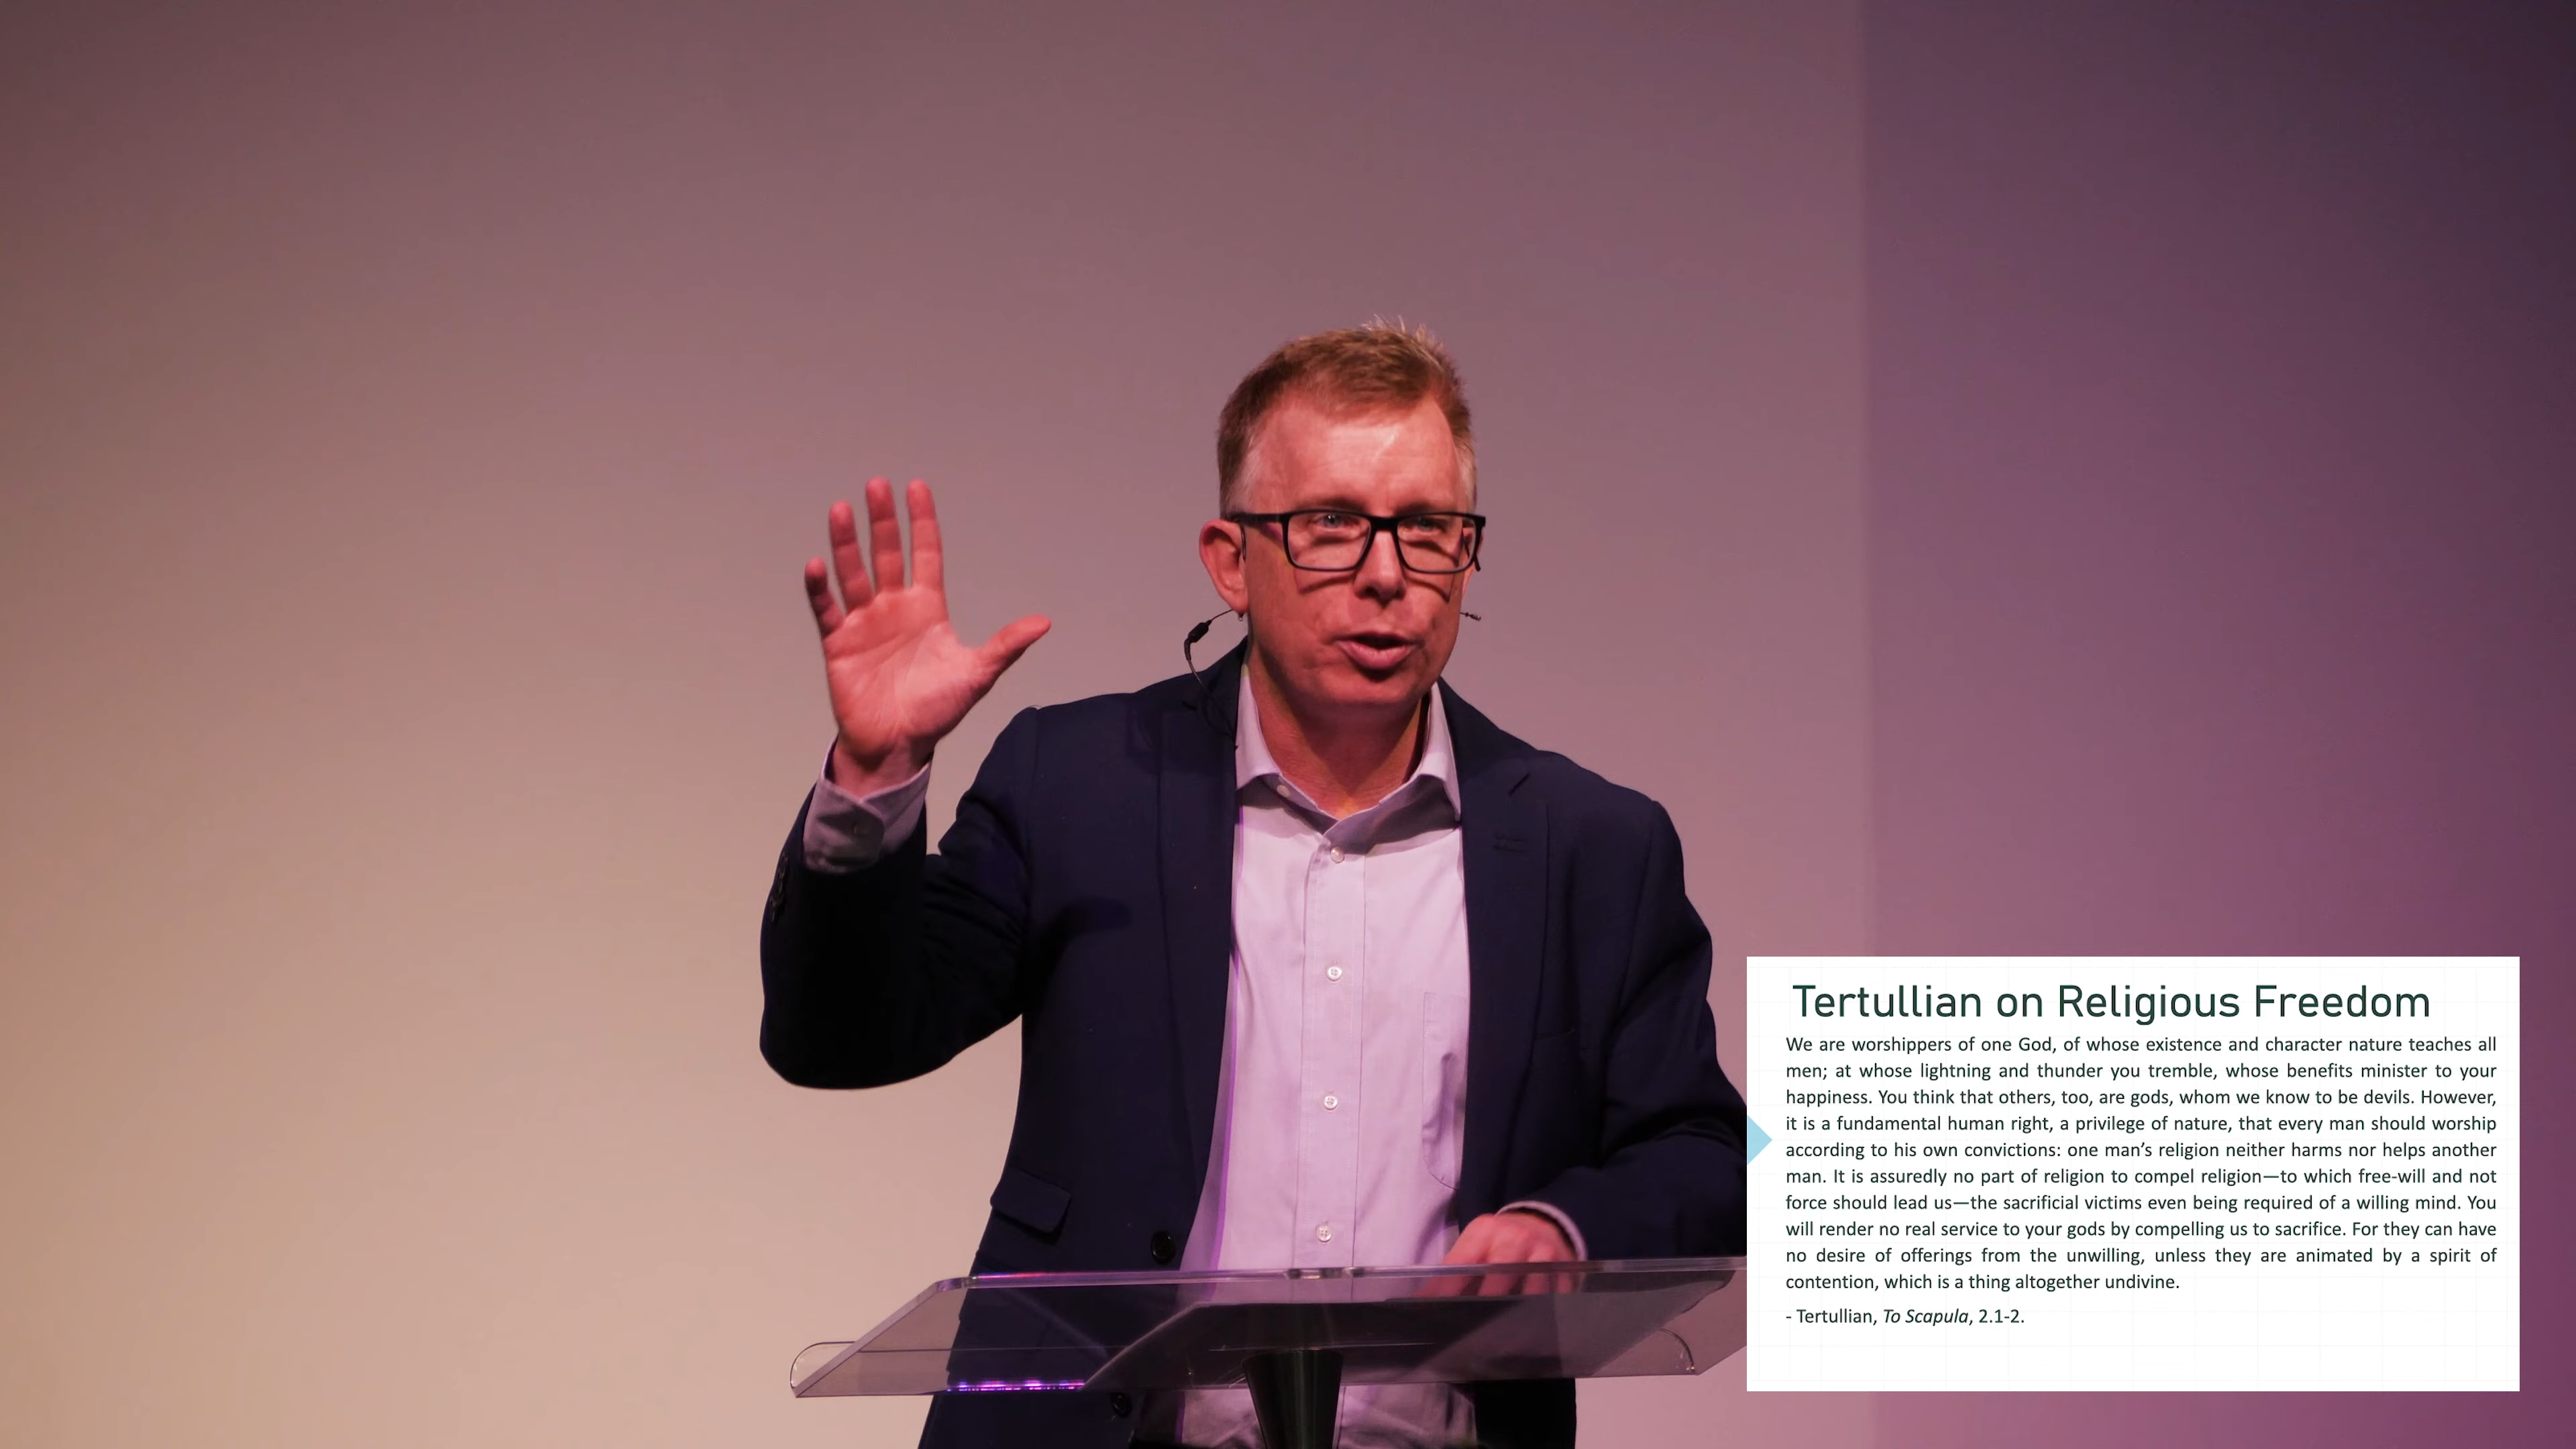 Tertullian on Religious Freedom
We are worshippers of one God, of whose existence and character nature teaches all
men; at whose lightning and thunder you tremble, whose benefits minister to your
happiness. You think that others, too, are gods, whom we know to be devils. However,
it is a fundamental human right, a privilege of nature, that every man should worship
according to his own convictions: one man’s religion neither harms nor helps another
man. It is assuredly no part of religion to compel religion—to which free-will and not
force should lead us—the sacrificial victims even being required of a willing mind. You
will render no real service to your gods by compelling us to sacrifice. For they can have
no desire of offerings from the unwilling, unless they are animated by a spirit of
contention, which is a thing altogether undivine.
- Tertullian, To Scapula, 2.1-2.